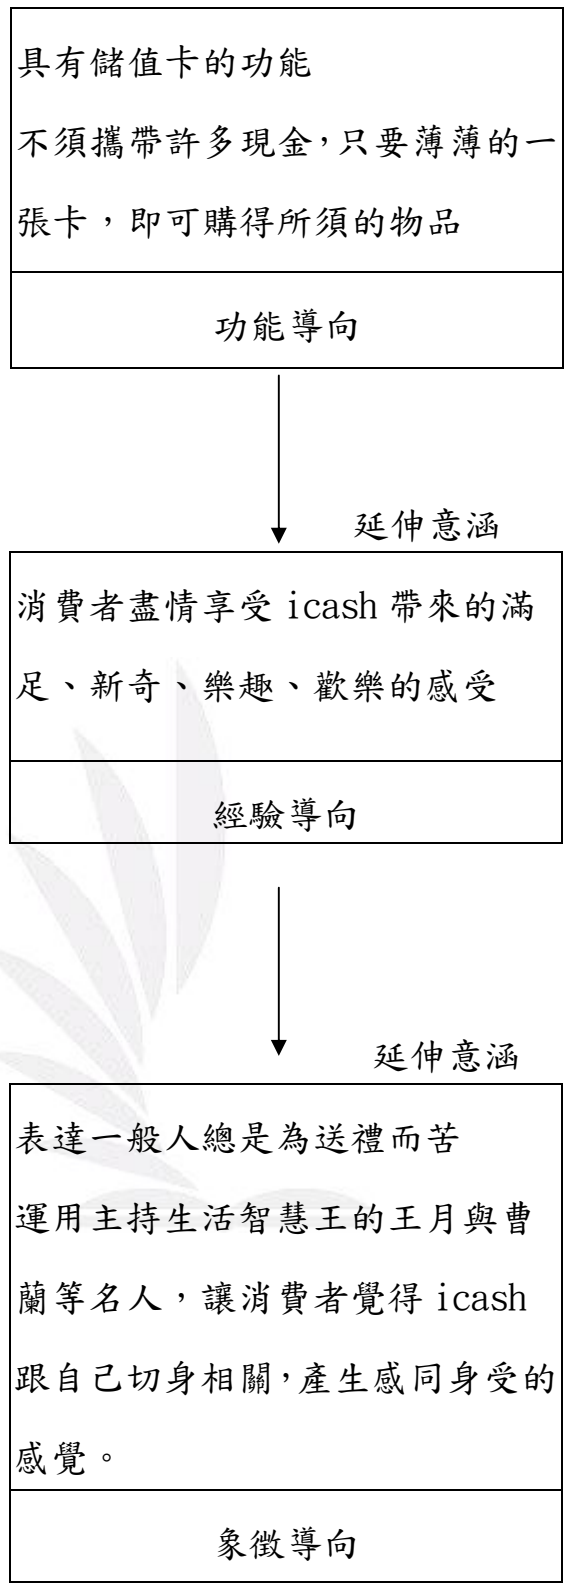 具有儲值卡的功能
不須攜帶許多現金，只要薄薄的一
張卡，即可購得所須的物品
功能導向
延伸意涵
消費者盡情享受 icash 帶來的滿
足、新奇、樂趣、歡樂的感受
經驗導向
延伸意涵
表達一般人總是為送禮而苦
運用主持生活智慧王的王月與曹
蘭等名人，讓消費者覺得 icash
跟自己切身相關，產生感同身受的
感覺。
象徵導向